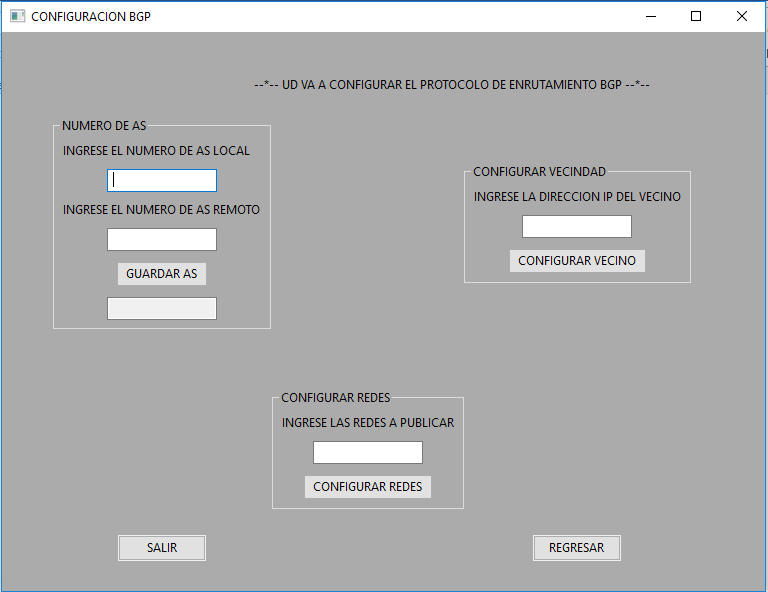 CONFIGURACION BGP
--*-- UD VA A CONFIGURAR EL PROTOCOLO DE ENRUTAMIENTO BGP --*--
NUMERO DE AS
INGRESE EL NUMERO DE AS LOCAL
INGRESE EL NUMERO DE AS REMOTO
GUARDAR AS
CONFIGURAR VECINDAD
INGRESE LA DIRECCION IP DEL VECINO
CONFIGURAR VECINO
CONFIGURAR REDES
INGRESE LAS REDES A PUBLICAR
CONFIGURAR REDES
SALIR
REGRESAR